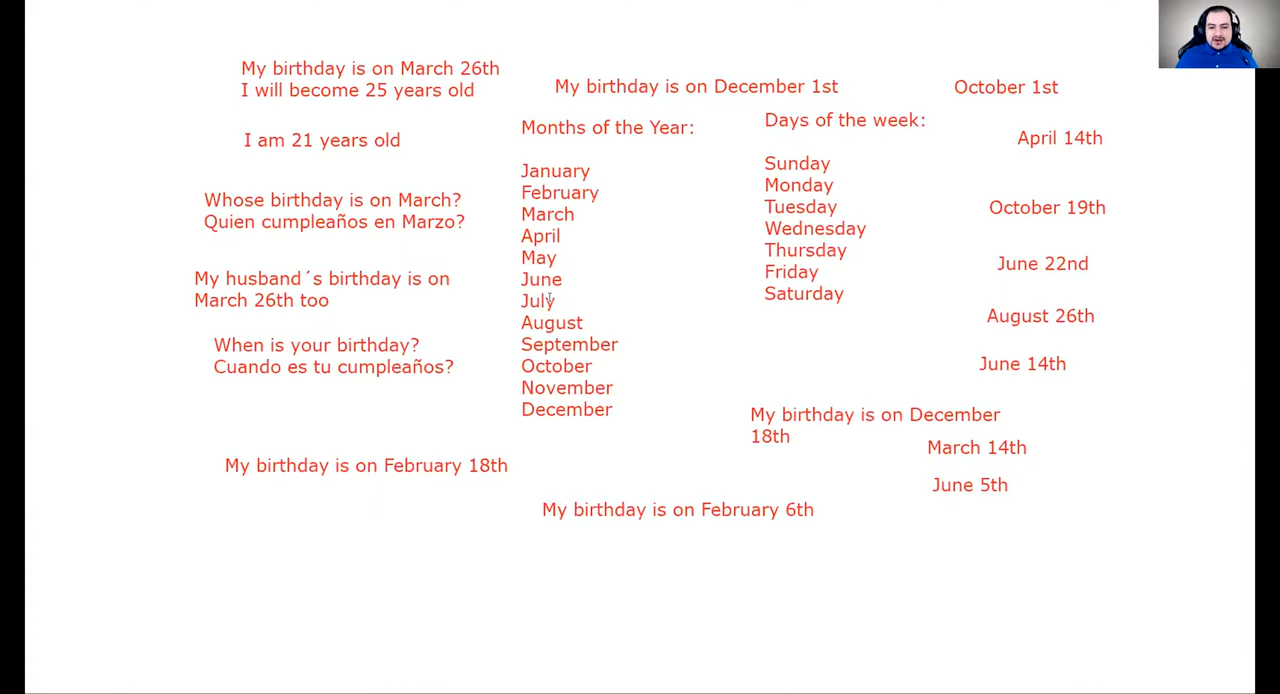 My birthday is on March 26th
I will become 25 years old
I am 21 years old
Whose birthday is on March?
Quien cumpleaños en Marzo?
My husband´s birthday is on
March 26th too
When is your birthday?
Cuando es tu cumpleaños?
My birthday is on February 18th
My birthday is on December 1st
Months of the Year:
January
February
March
April
May
June
July
August
September
October
November
December
My birthday is on February 6th
Days of the week:
Sunday
Monday
Tuesday
Wednesday
Thursday
Friday
Saturday
My birthday is on December
18th
October 1st
April 14th
October 19th
June 22nd
August 26th
June 14th
March 14th
June 5th